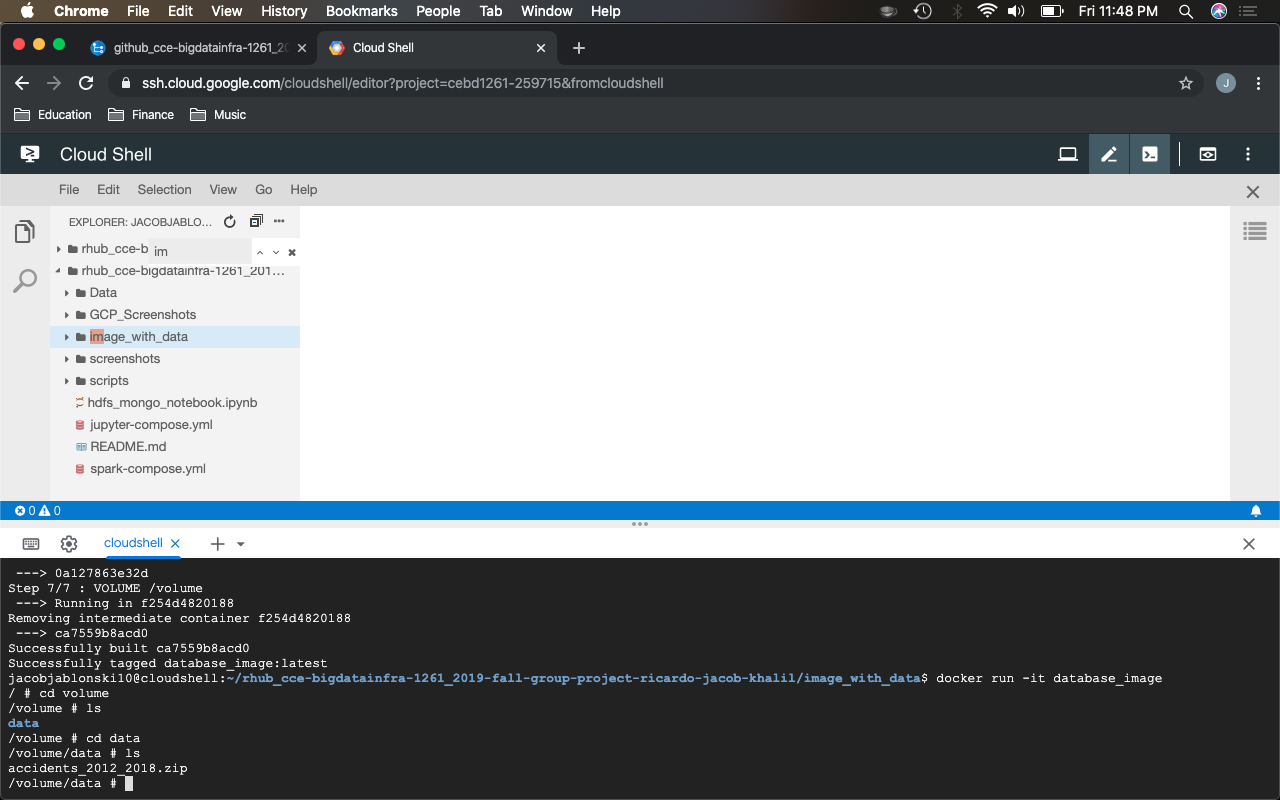 Chrome File Edit View History Bookmarks People Tab Window Help Fri 11:48 PM
github_cce-bigdatainfra-1261_20 Cloud Shell
ssh.cloud.google.com/cloudshell/editor?project=cebd1261-259715&fromcloudshell J
Education Finance Music
Cloud Shell
File Edit Selection View Go Help
EXPLORER: JACOBJABLO...
rhub_cce-b im
rhub_cce-bigdatainfra-1261_201...
Data
GCP_Screenshots
image_with_data
screenshots
scripts
hdfs_mongo_notebook.ipynb
jupyter-compose.yml
README.md
spark-compose.yml
0 0
cloudshell
---> 0a127863e32d
Step 7/7 : VOLUME /volume
---> Running in f254d4820188
Removing intermediate container f254d4820188
---> ca7559b8acd0
Successfully built ca7559b8acd0
Successfully tagged database_image:latest
jacobjablonski10@cloudshell:~/rhub_cce-bigdatainfra-1261_2019-fall-group-project-ricardo-jacob-khalil/image_with_data$ docker run -it database_image
/ # cd volume
/volume # ls
data
/volume # cd data
/volume/data # ls
accidents_2012_2018.zip
/volume/data #